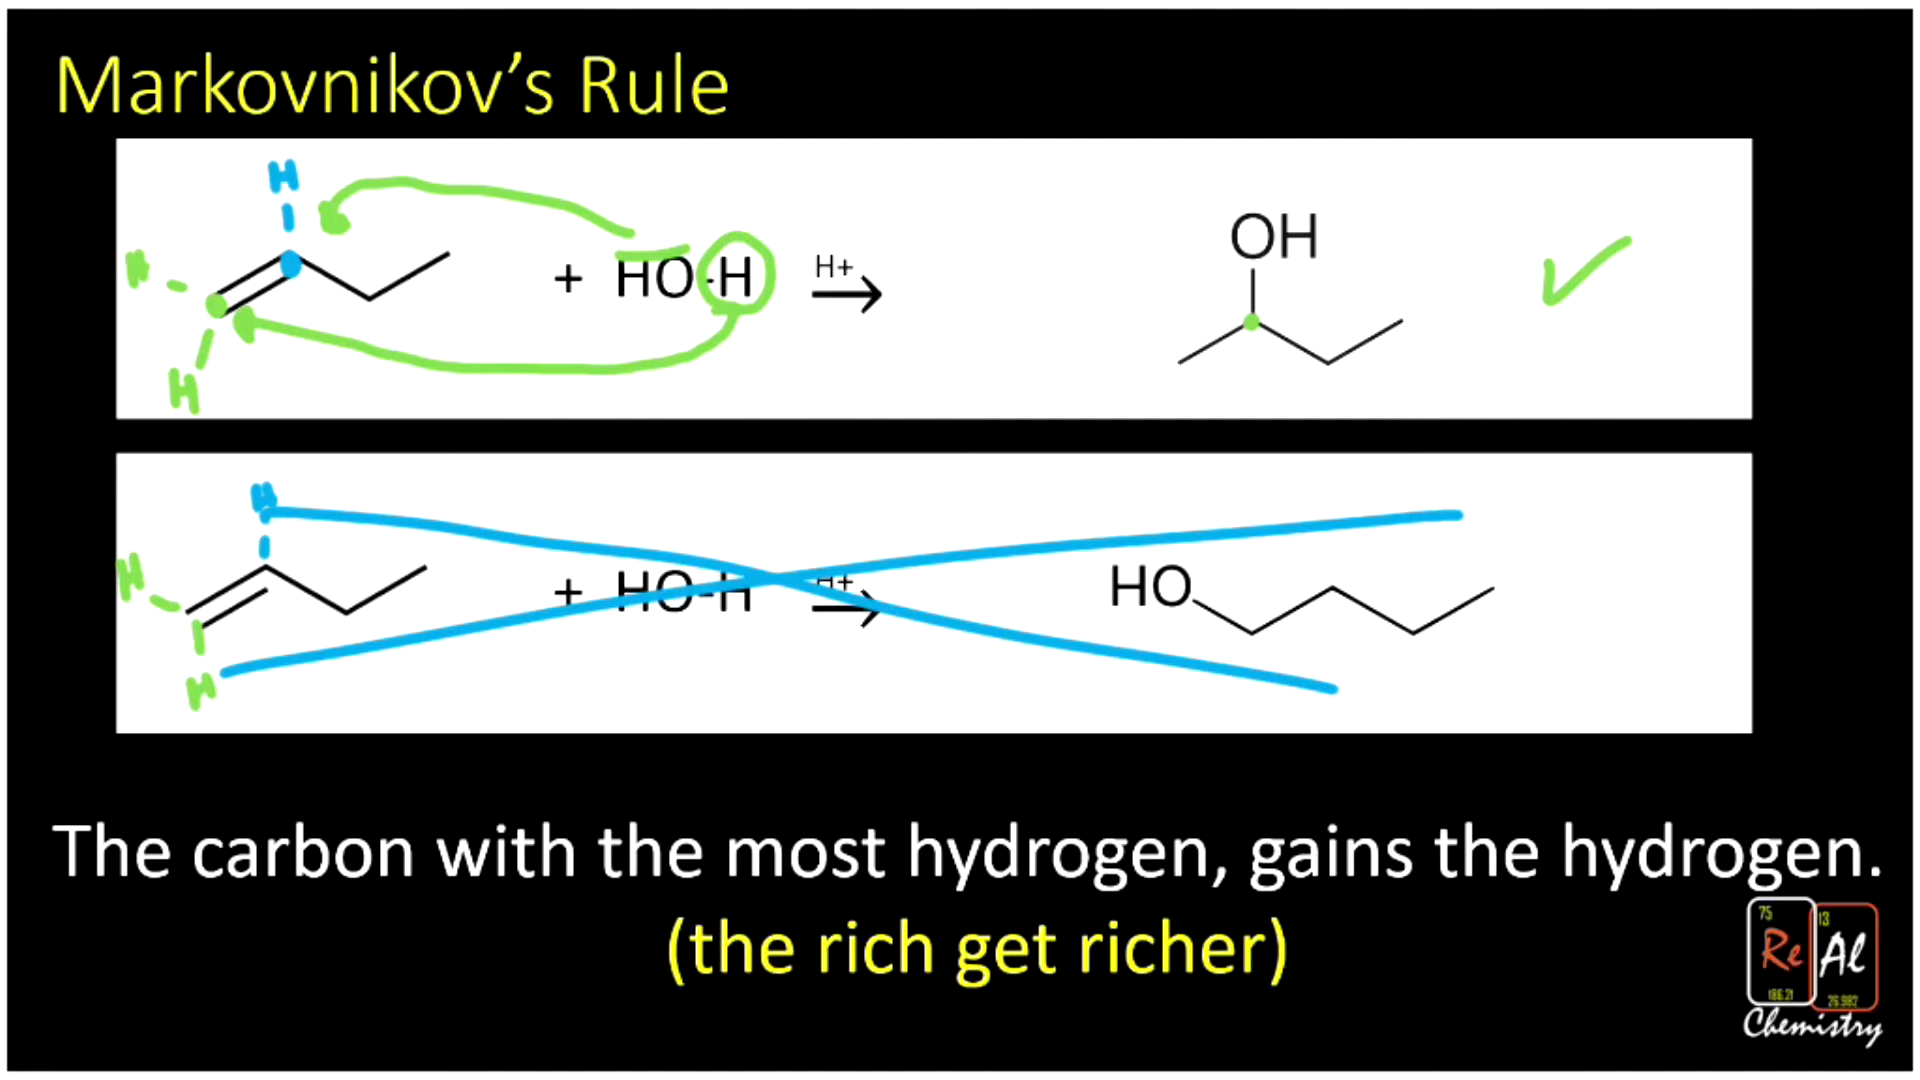 Markovnikov’s Rule
H
H
H
+ HO-H H+
OH
H
H
H
+ HO-H H+
HO
The carbon with the most hydrogen, gains the hydrogen.
(the rich get richer)
75 13
Re Al
186.21 26.982
Chemistry